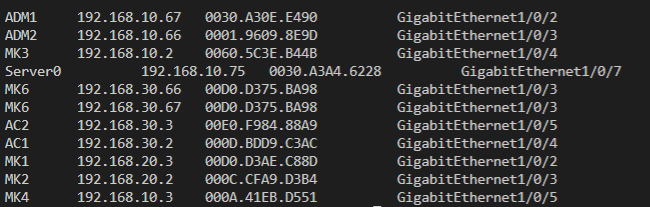 ADM1 192.168.10.67 0030.A30E.E490 GigabitEthernet1/0/2
ADM2 192.168.10.66 0001.9609.8E9D GigabitEthernet1/0/3
MK3 192.168.10.2 0060.5C3E.B44B GigabitEthernet1/0/4
Server0 192.168.10.75 0030.A3A4.6228 GigabitEthernet1/0/7
MK6 192.168.30.66 00D0.D375.BA98 GigabitEthernet1/0/3
MK6 192.168.30.67 00D0.D375.BA98 GigabitEthernet1/0/3
AC2 192.168.30.3 00E0.F984.88A9 GigabitEthernet1/0/5
AC1 192.168.30.2 000D.BDD9.C3AC GigabitEthernet1/0/4
MK1 192.168.20.3 00D0.D3AE.C88D GigabitEthernet1/0/2
MK2 192.168.20.2 000C.CFA9.D3B4 GigabitEthernet1/0/3
MK4 192.168.10.3 000A.41EB.D551 GigabitEthernet1/0/5